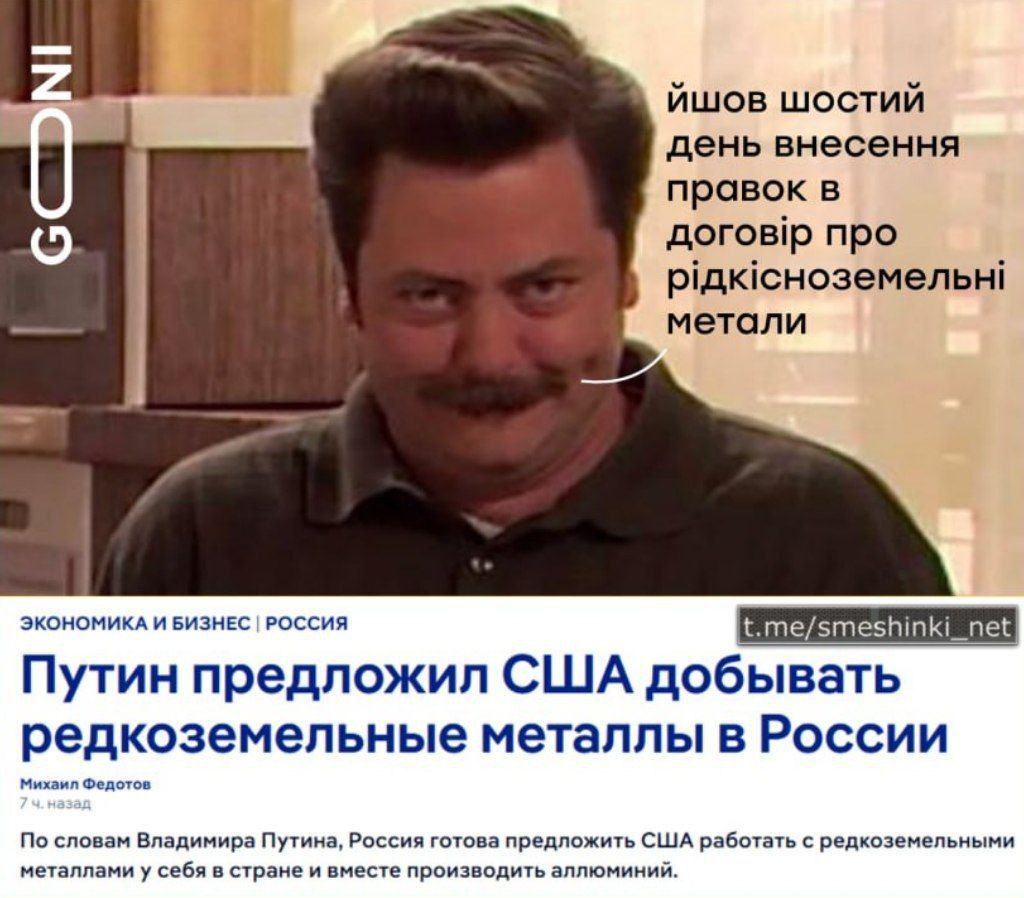 GONI
йшов шостий
день внесення
правок в
договір про
рідкісноземельні
метали
ЭКОНОМИКА И БИЗНЕС | РОССИЯ
t.me/smeshinki_net
Путин предложил США добывать
редкоземельные металлы в России
Михаил Федотов
7 ч. назад
По словам Владимира Путина, Россия готова предложить США работать с редкоземельными
металлами у себя в стране и вместе производить аллюминий.